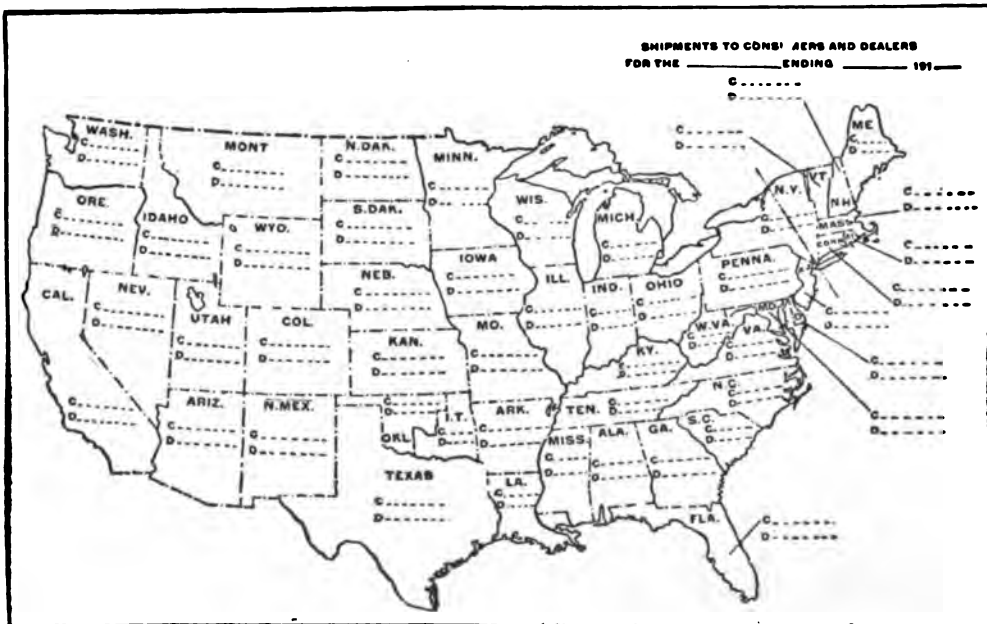 SHIPMENTS TO CONS AERS AND DEALERS
FOR THE ENDING 191
C
D
C
D
WASH.
C
D
MONT
C
D
N.DAK.
C
D
MINN.
C
D
ME
C
D
ORE.
C
D
IDAHO
C
D
WYO.
C
D
S.DAK.
C
D
WIS.
C
D
MICH
C
D
N.Y.
C
D
VT
N.H
MASS
CONN
C
D
C
D
C
D
CAL.
C
D
NEV.
C
D
UTAH
C
D
COL.
C
D
NEB.
C
D
IOWA
C
D
ILL.
C
D
IND.
C
D
OHIO
C
D
PENNA.
C
D
MD.
C
D
C
D
C
D
KAN.
C
D
MO.
C
D
KY.
C
D
W.VA.
C
D
VA.
C
D
ARIZ.
C
D
N.MEX.
C
D
OKL.
C
D
I.T.
C
D
ARK.
C
D
TEN.
C
D
N.
C
C
D
S.C.
C
D
TEXAS
C
D
LA.
C
D
MISS.
C
D
ALA.
C
D
GA.
C
D
FLA.
C
D